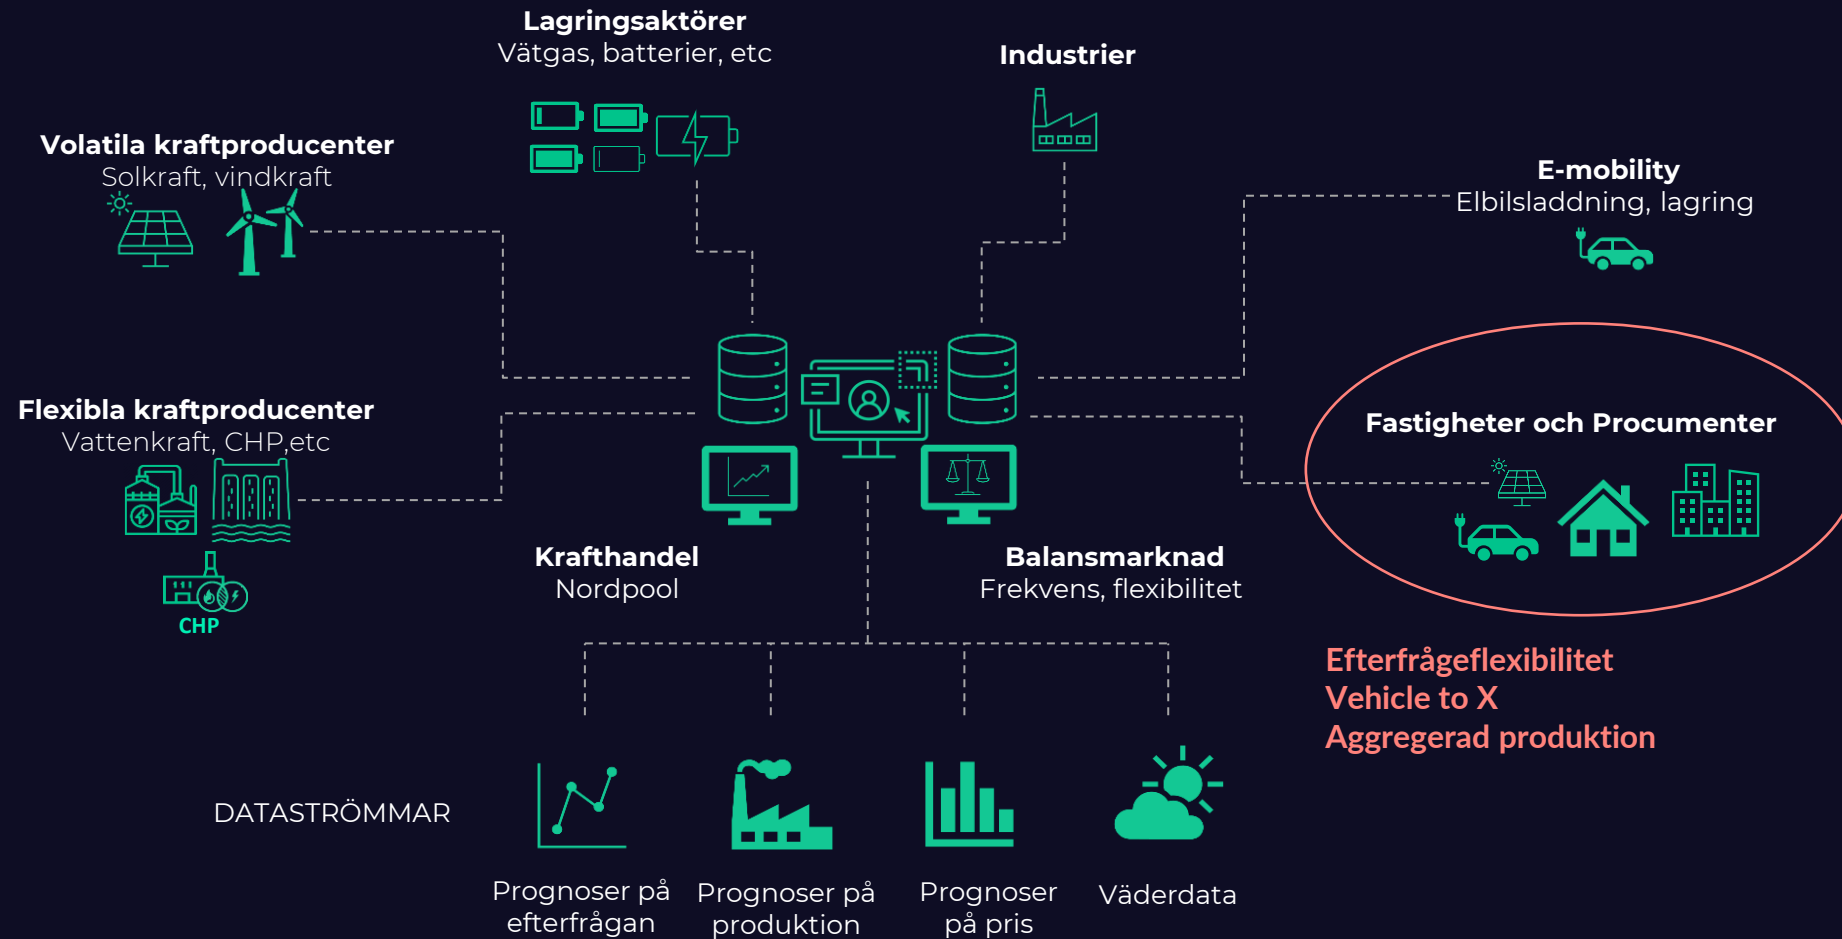 Lagringsaktörer
Vätgas, batterier, etc
Industrier
Volatila kraftproducenter
Solkraft, vindkraft
E-mobility
Elbilsladdning, lagring
Flexibla kraftproducenter
Vattenkraft, CHP,etc
CHP
Fastigheter och Procumenter
Krafthandel
Nordpool
Balansmarknad
Frekvens, flexibilitet
Efterfrågeflexibilitet
Vehicle to X
Aggregerad produktion
DATASTRÖMMAR
Prognoser på
efterfrågan
Prognoser på
produktion
Prognoser
på pris
Väderdata